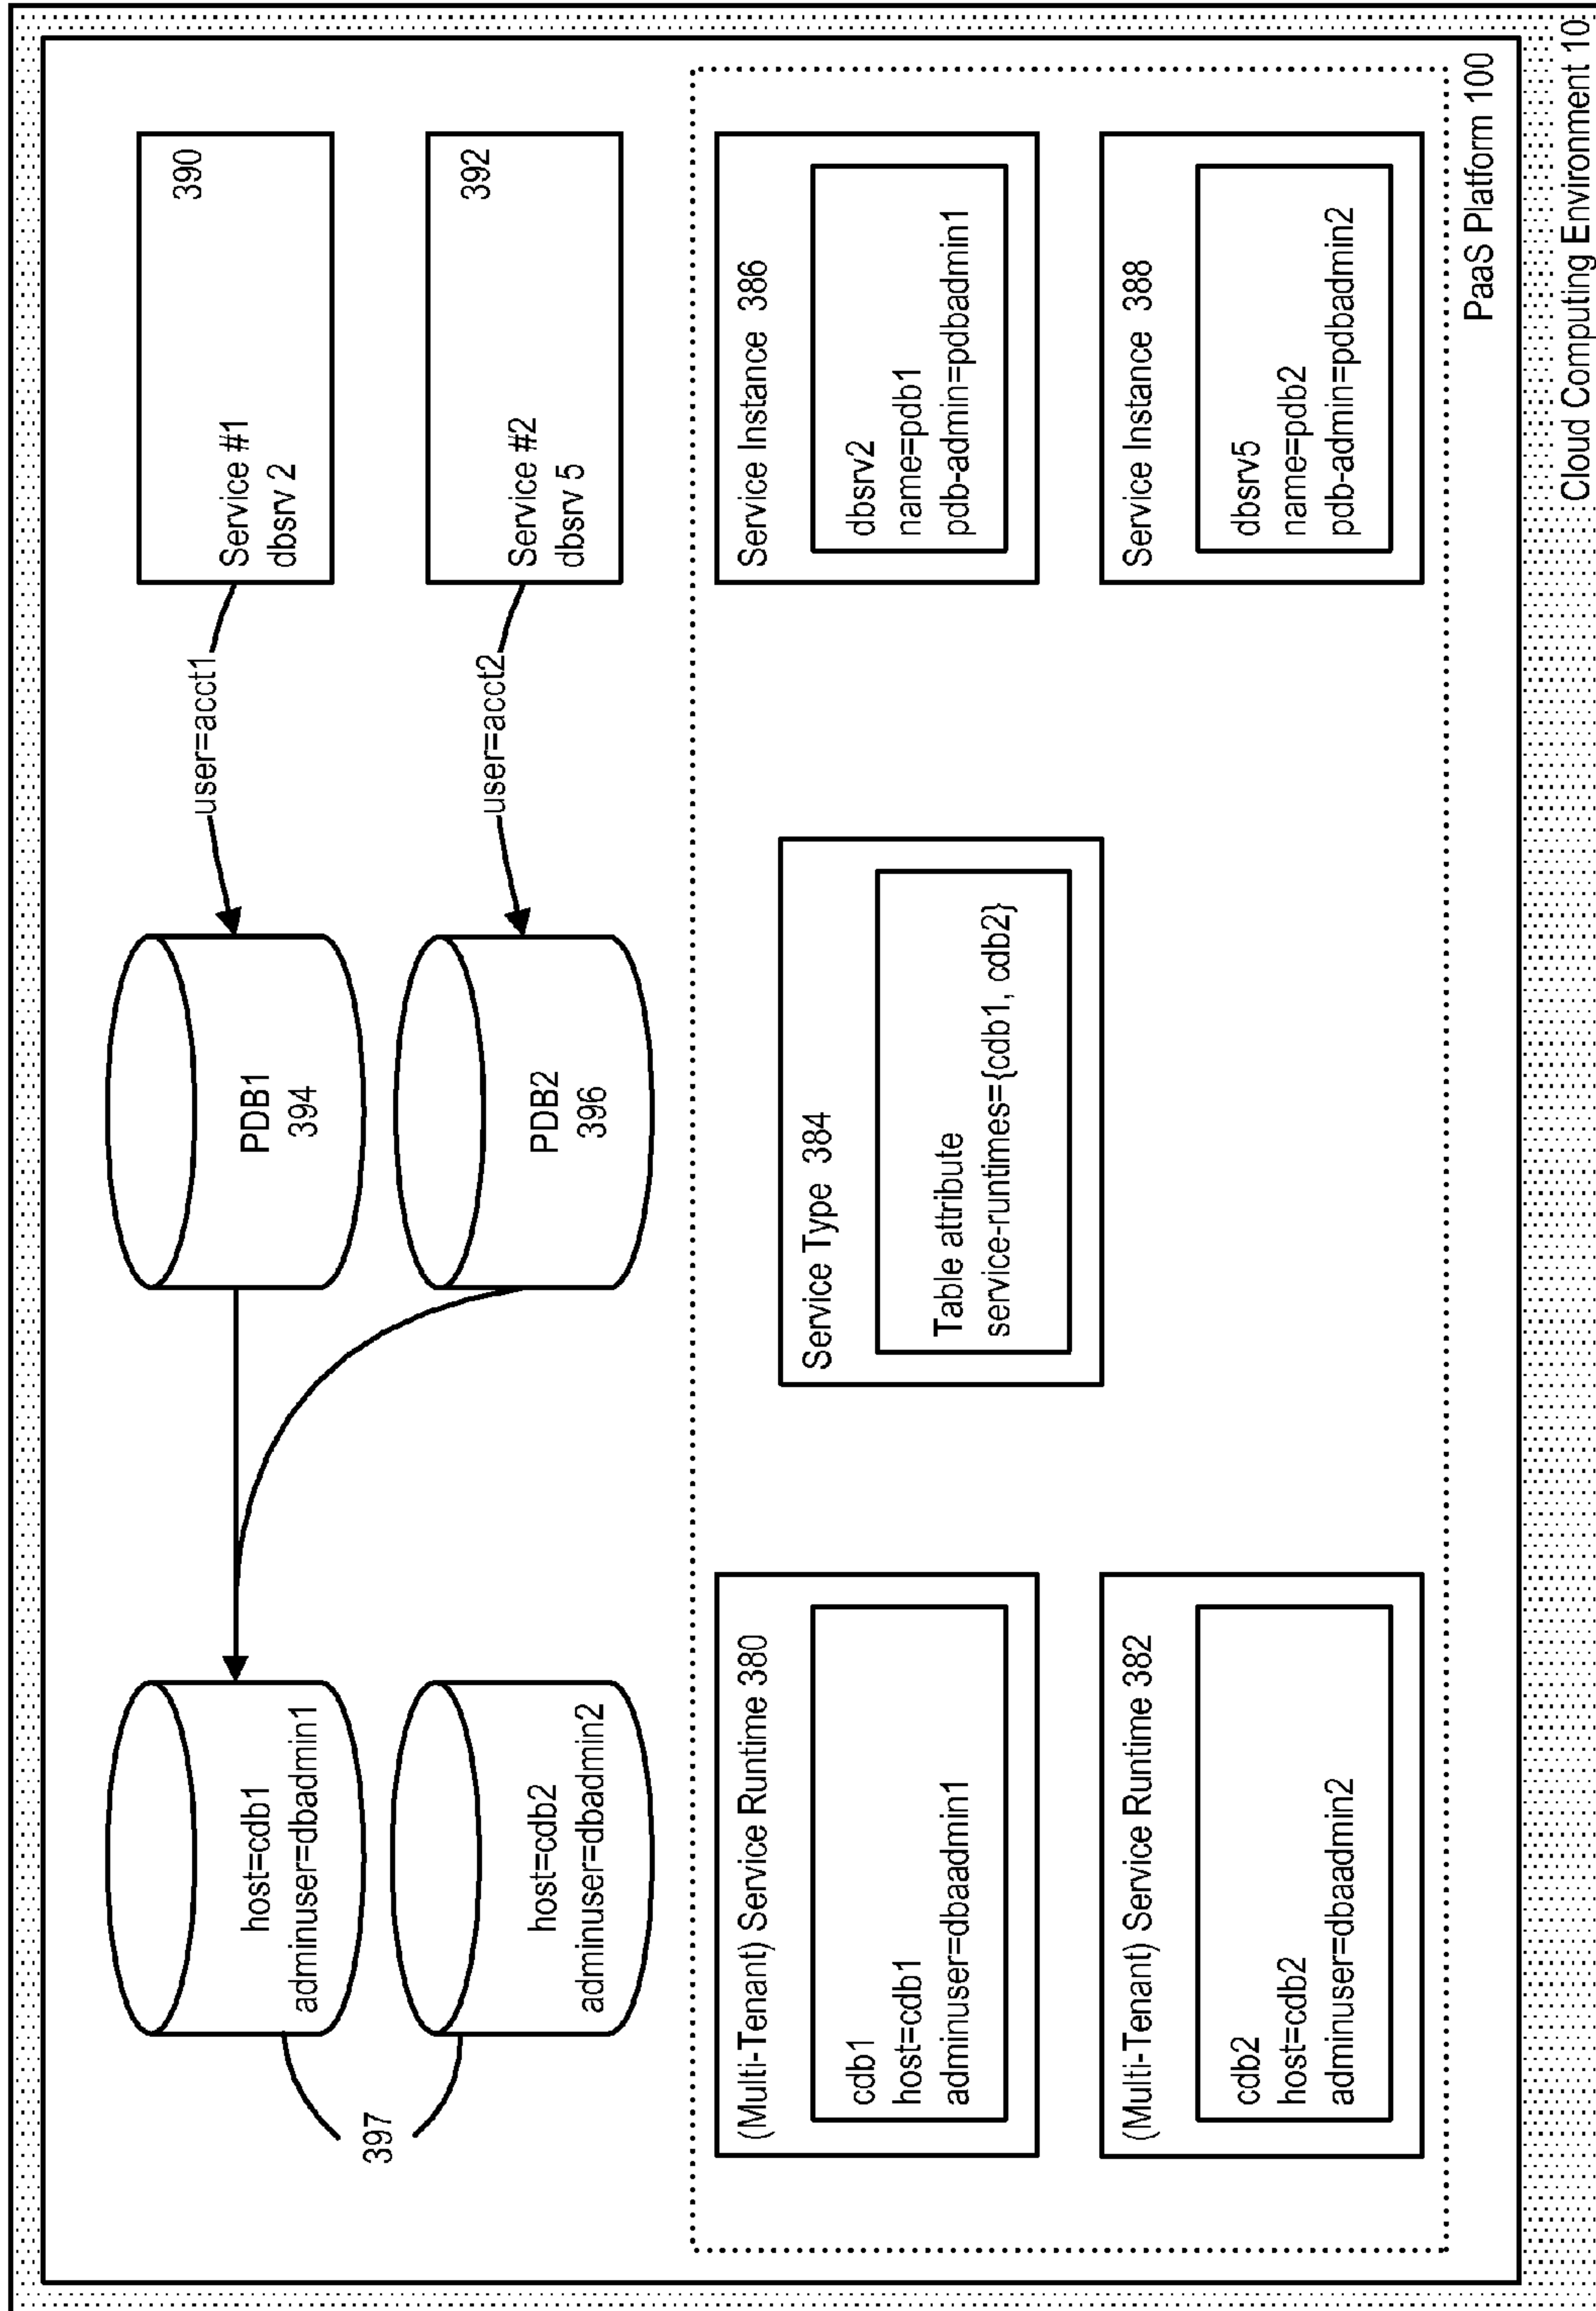 host=cdb1
adminuser=dbadmin1
host=cdb2
adminuser=dbadmin2
397
PDB1
394
PDB2
396
user=acct1
user=acct2
390
Service #1
dbsrv 2
392
Service #2
dbsrv 5
(Multi-Tenant) Service Runtime 380
cdb1
host=cdb1
adminuser=dbaadmin1
(Multi-Tenant) Service Runtime 382
cdb2
host=cdb2
adminuser=dbaadmin2
Service Type 384
Table attribute
service-runtimes={cdb1, cdb2}
Service Instance 386
dbsrv2
name=pdb1
pdb-admin=pdbadmin1
Service Instance 388
dbsrv5
name=pdb2
pdb-admin=pdbadmin2
PaaS Platform 100
Cloud Computing Environment 10